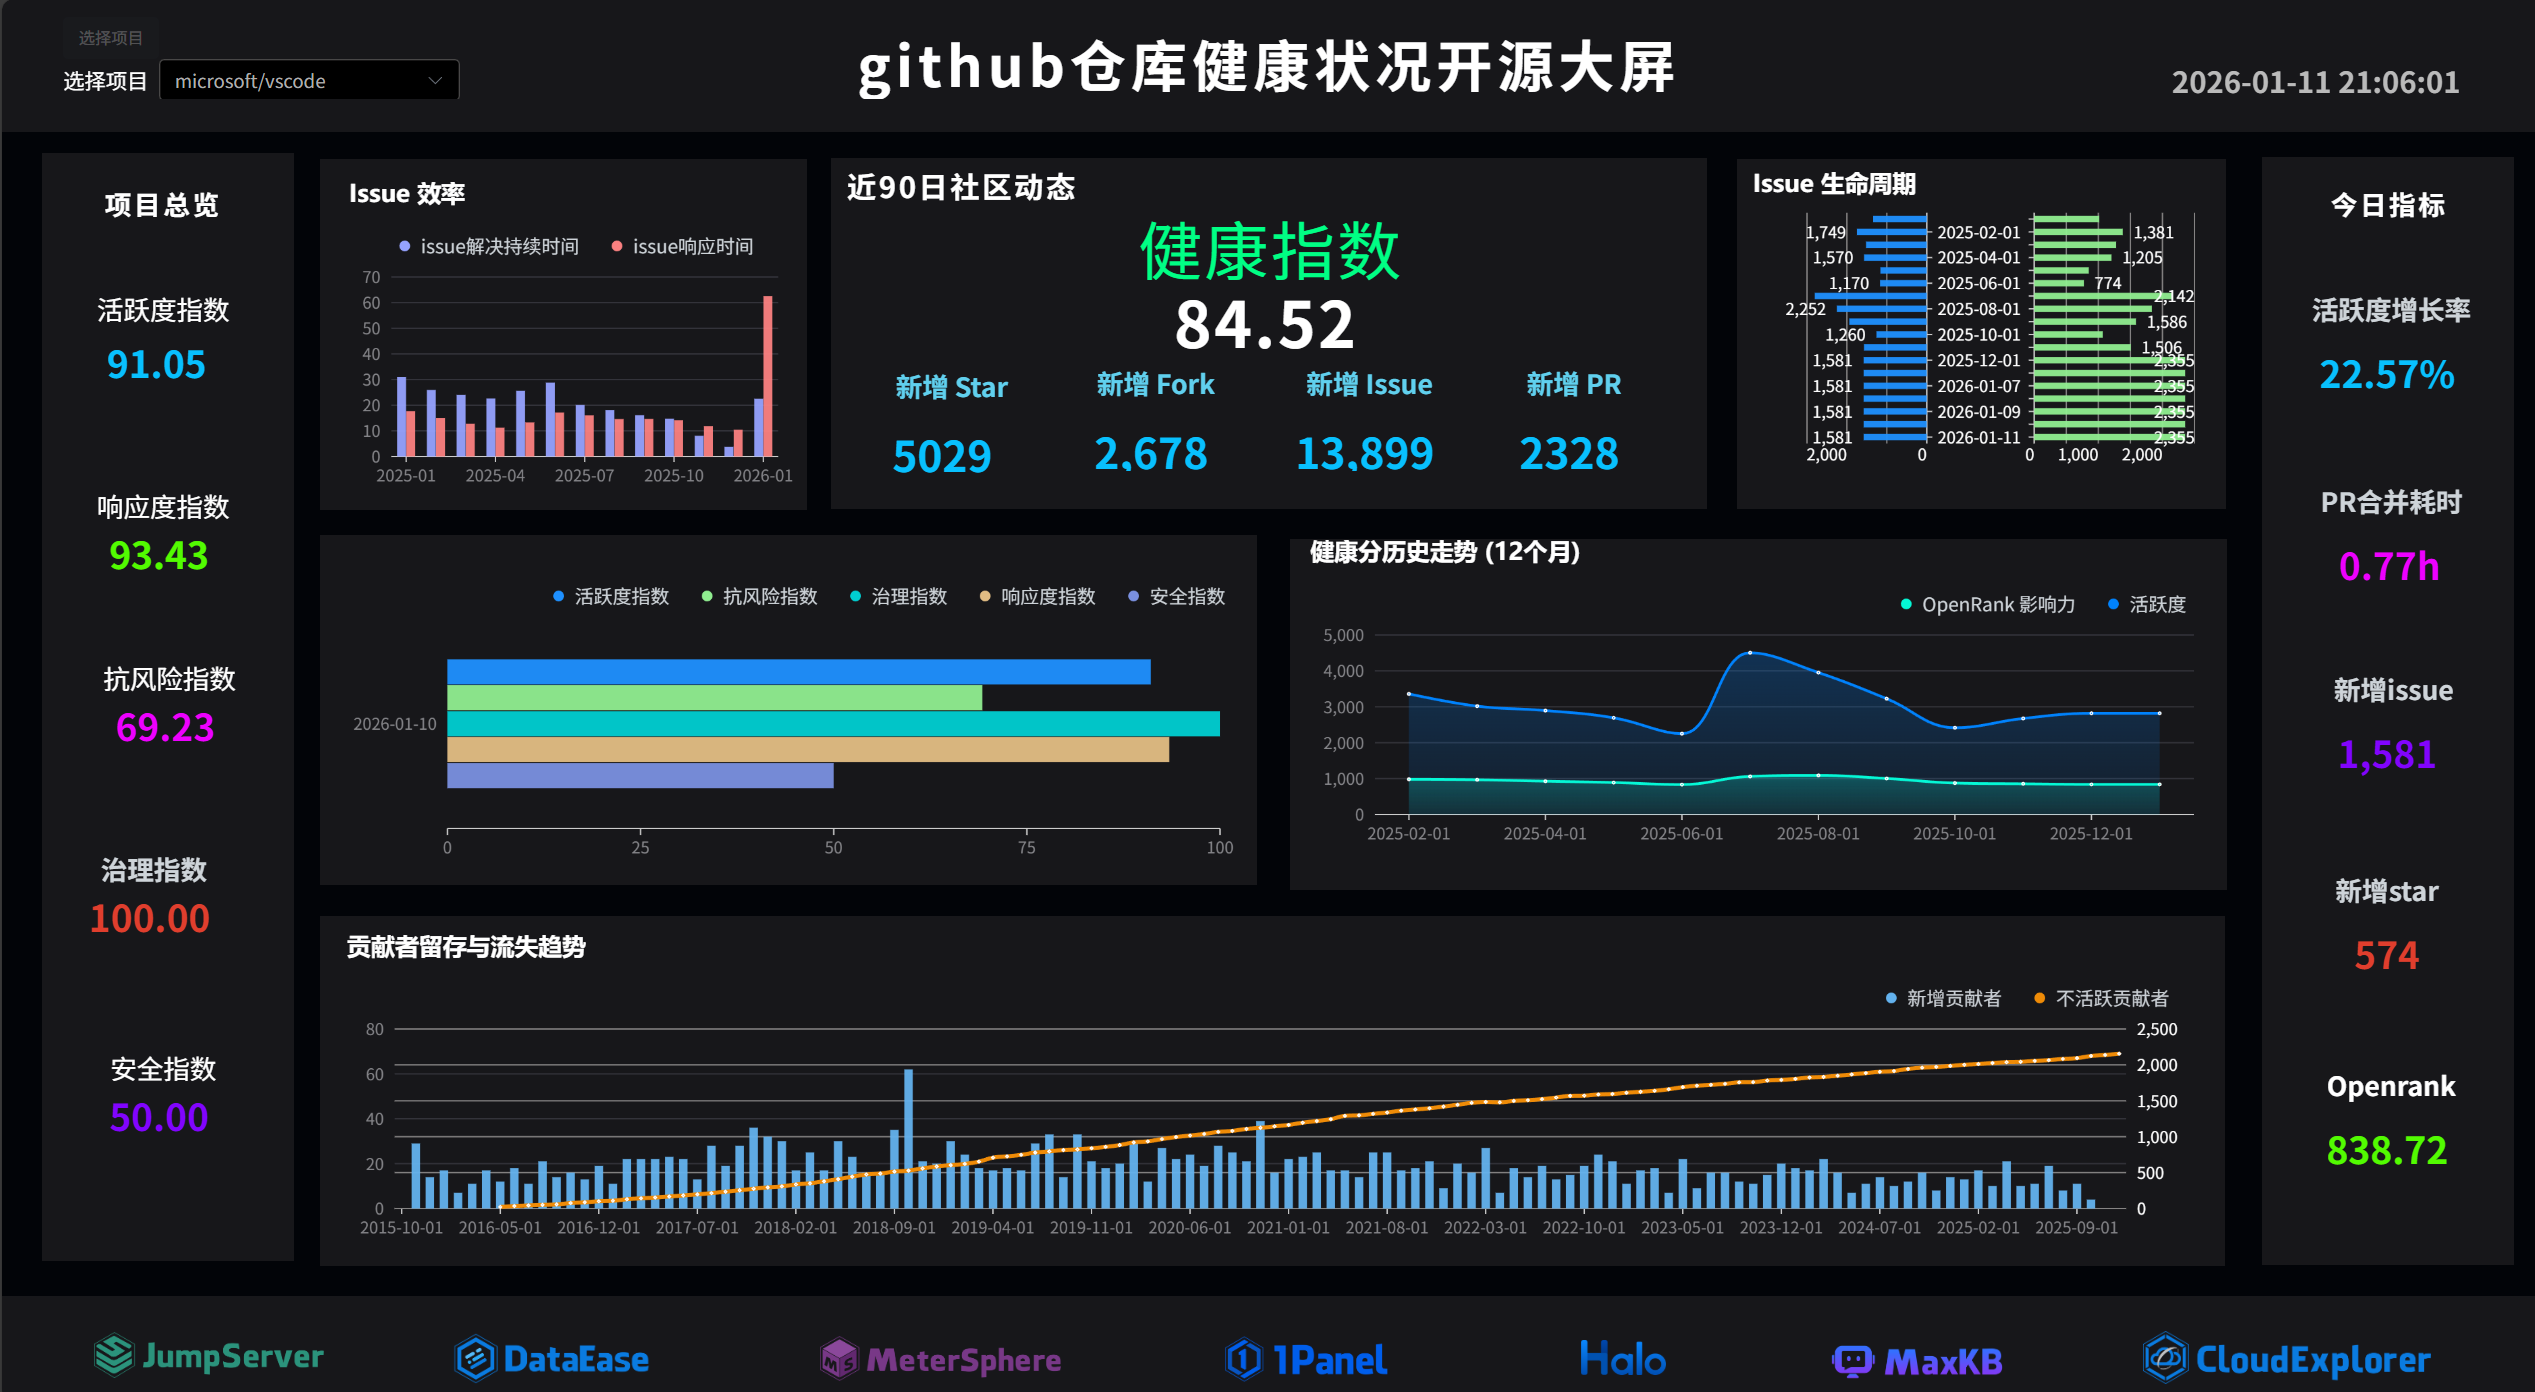 选择项目
选择项目 microsoft/vscode
github仓库健康状况开源大屏
2026-01-11 21:06:01
项目总览
活跃度指数
91.05
响应度指数
93.43
抗风险指数
69.23
治理指数
100.00
安全指数
50.00
Issue 效率
issue解决持续时间 issue响应时间
70
60
50
40
30
20
10
0
2025-01 2025-04 2025-07 2025-10 2026-01
近90日社区动态
健康指数
84.52
新增 Star 新增 Fork 新增 Issue 新增 PR
5029 2,678 13,899 2328
Issue 生命周期
1,749 2025-02-01 1,381
1,570 2025-04-01 1,205
1,170 2025-06-01 774
2,142
2,252 2025-08-01
1,586
1,260 2025-10-01
1,506
1,581 2025-12-01 2,355
1,581 2026-01-07 2,355
1,581 2026-01-09 2,355
1,581 2026-01-11 2,355
2,000 0 0 1,000 2,000
活跃度指数 抗风险指数 治理指数 响应度指数 安全指数
2026-01-10
0 25 50 75 100
健康分历史走势 (12个月)
OpenRank 影响力 活跃度
5,000
4,000
3,000
2,000
1,000
0
2025-02-01 2025-04-01 2025-06-01 2025-08-01 2025-10-01 2025-12-01
贡献者留存与流失趋势
新增贡献者 不活跃贡献者
80
60
40
20
0
2,500
2,000
1,500
1,000
500
0
2015-10-01 2016-05-01 2016-12-01 2017-07-01 2018-02-01 2018-09-01 2019-04-01 2019-11-01 2020-06-01 2021-01-01 2021-08-01 2022-03-01 2022-10-01 2023-05-01 2023-12-01 2024-07-01 2025-02-01 2025-09-01
今日指标
活跃度增长率
22.57%
PR合并耗时
0.77h
新增issue
1,581
新增star
574
Openrank
838.72
JumpServer DataEase MS MeterSphere 1 1Panel Halo MaxKB CloudExplorer